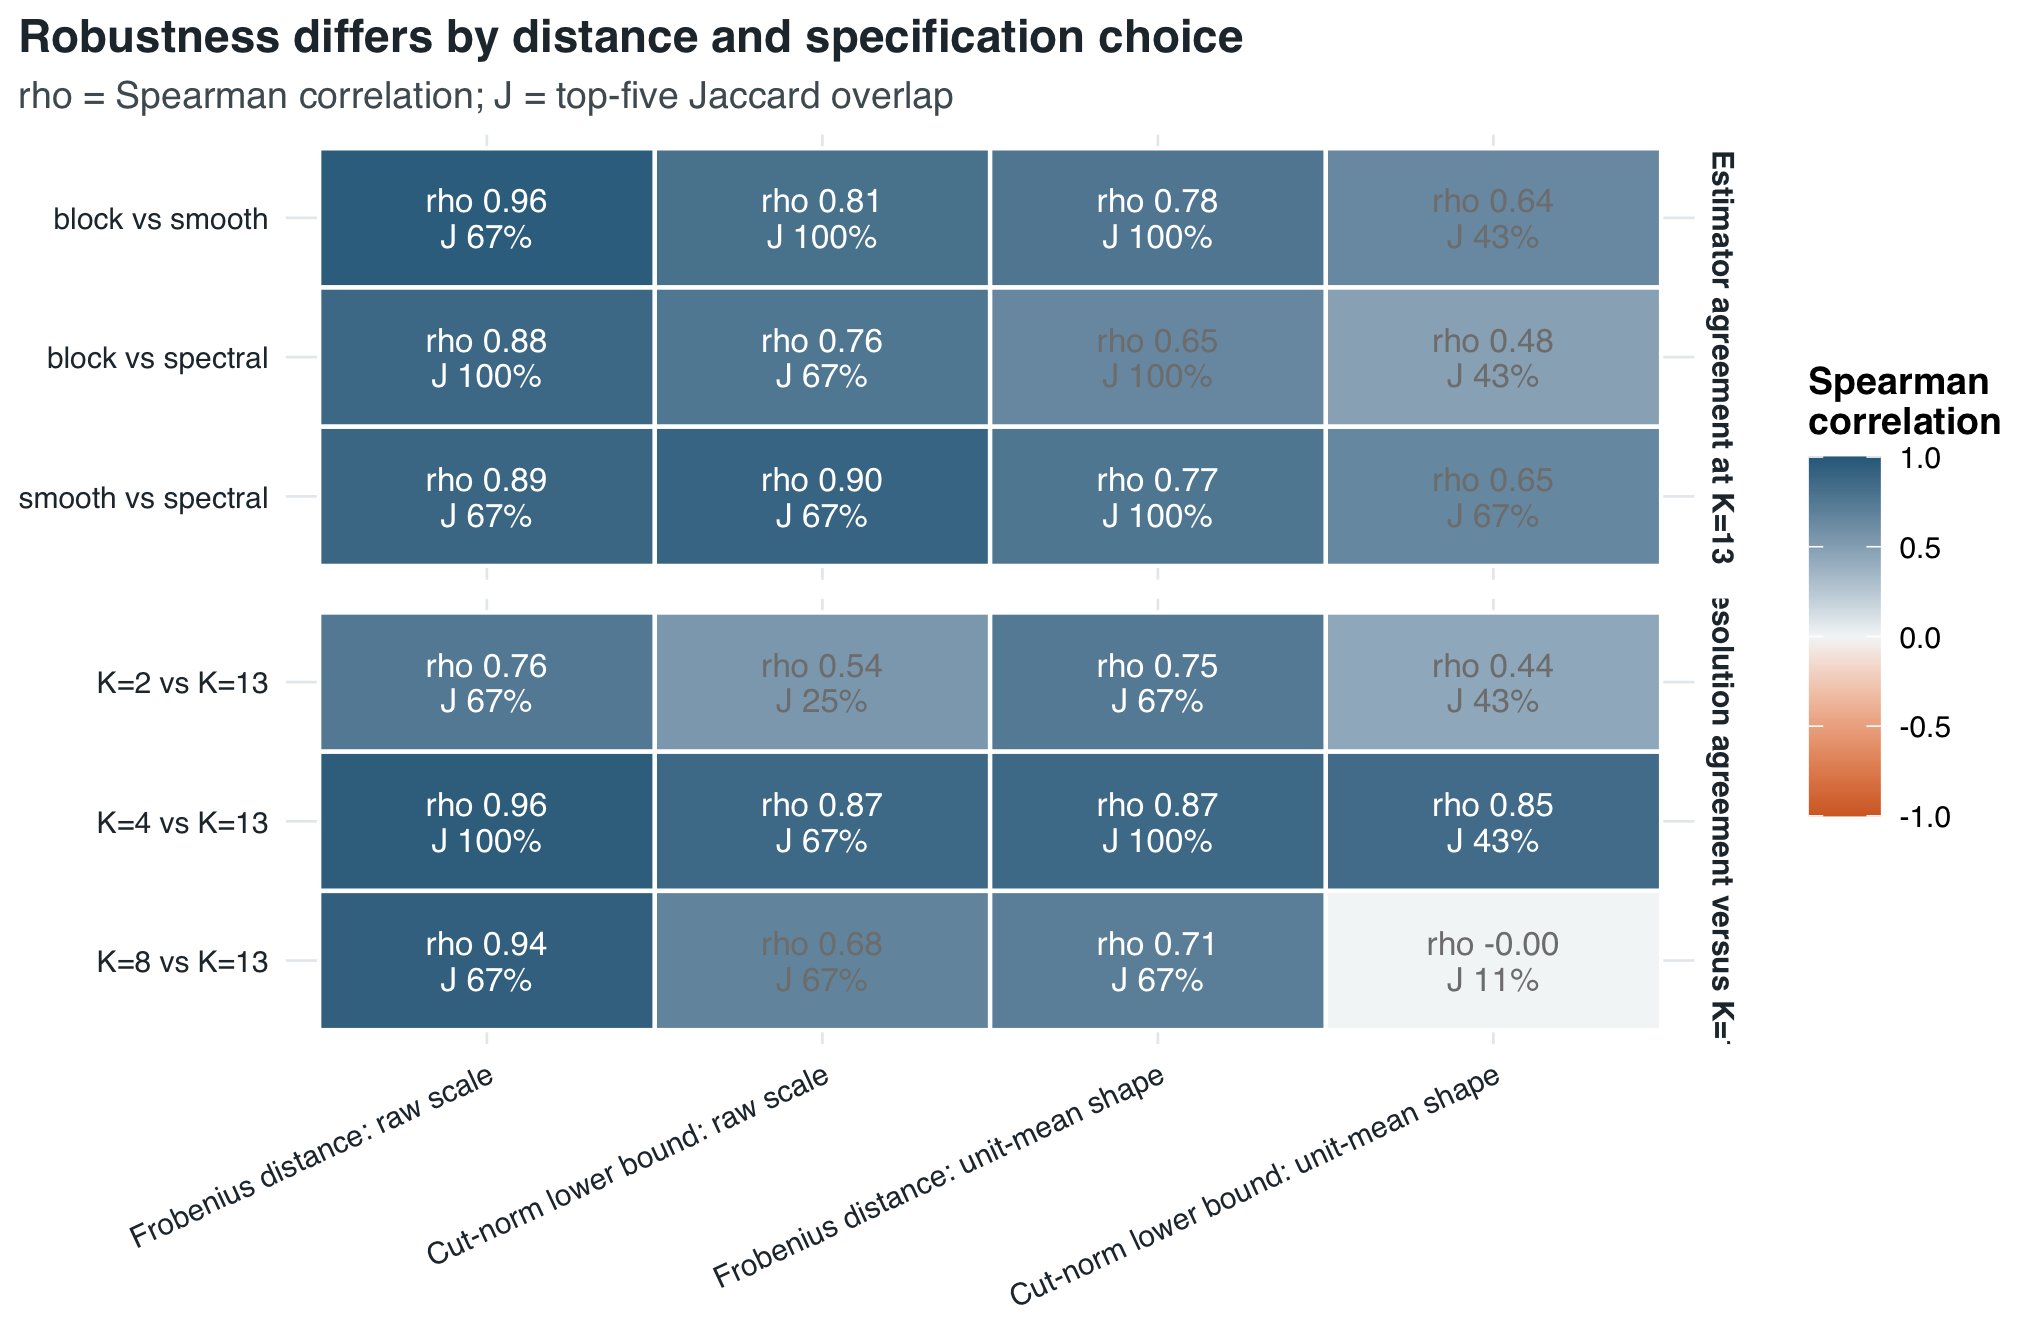 Robustness differs by distance and specification choice
rho = Spearman correlation; J = top-five Jaccard overlap
Estimator agreement at K=13
block vs smooth
rho 0.96
J 67%
rho 0.81
J 100%
rho 0.78
J 100%
rho 0.64
J 43%
block vs spectral
rho 0.88
J 100%
rho 0.76
J 67%
rho 0.65
J 100%
rho 0.48
J 43%
smooth vs spectral
rho 0.89
J 67%
rho 0.90
J 67%
rho 0.77
J 100%
rho 0.65
J 67%
esolution agreement versus K=
K=2 vs K=13
rho 0.76
J 67%
rho 0.54
J 25%
rho 0.75
J 67%
rho 0.44
J 43%
K=4 vs K=13
rho 0.96
J 100%
rho 0.87
J 67%
rho 0.87
J 100%
rho 0.85
J 43%
K=8 vs K=13
rho 0.94
J 67%
rho 0.68
J 67%
rho 0.71
J 67%
rho -0.00
J 11%
Frobenius distance: raw scale
Cut-norm lower bound: raw scale
Frobenius distance: unit-mean shape
Cut-norm lower bound: unit-mean shape
Spearman
correlation
1.0
0.5
0.0
-0.5
-1.0